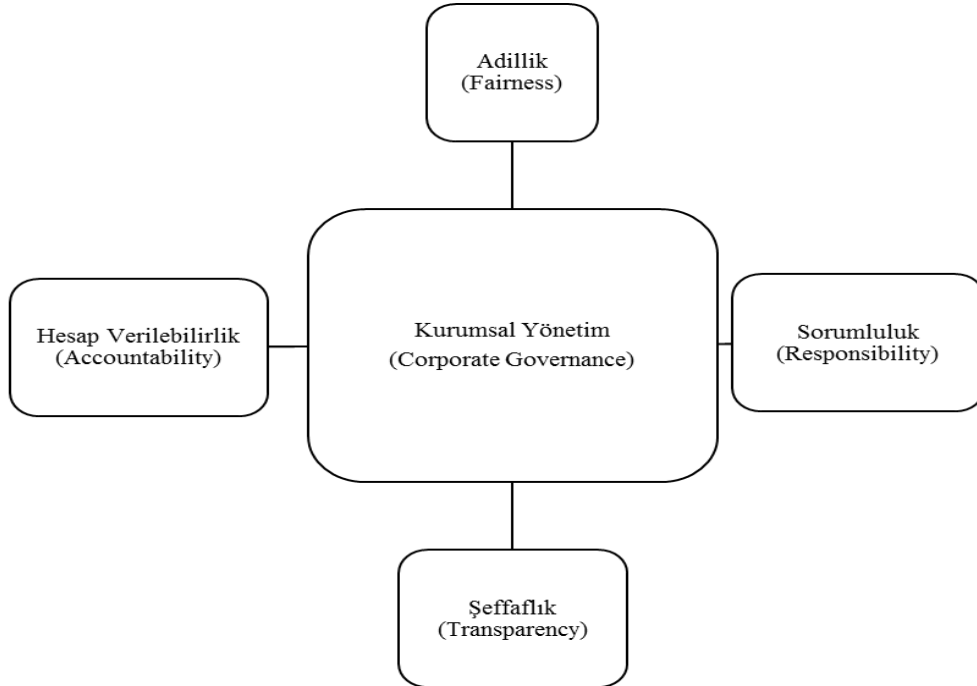 Adillik
(Fairness)
Hesap Verilebilirlik
(Accountability)
Kurumsal Yönetim
(Corporate Governance)
Sorumluluk
(Responsibility)
Şeffaflık
(Transparency)